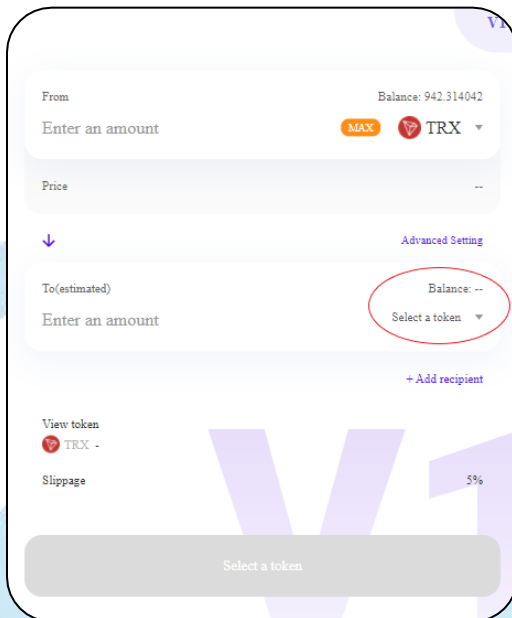 V1
From
Balance: 942.314042
Enter an amount
MAX
TRX
Price
--
Advanced Setting
To(estimated)
Balance: --
Enter an amount
Select a token
+ Add recipient
View token
TRX -
Slippage
5%
V1
Select a token